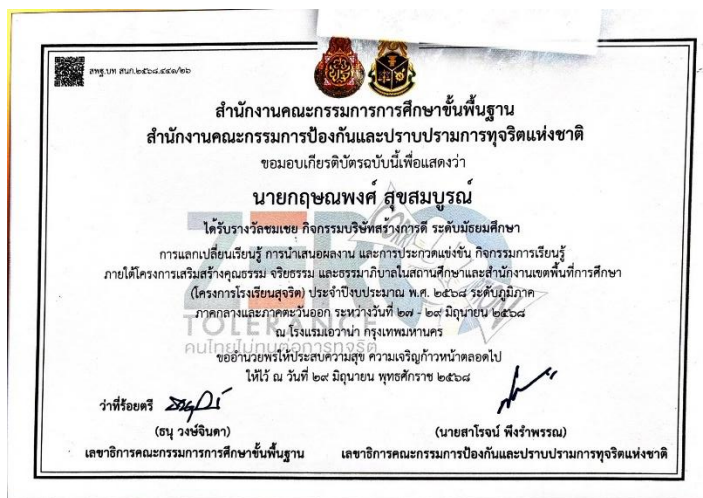 สพฐ.บท สนภ.๒๕๖๘.๔๔๑/๒๖
สำนักงานคณะกรรมการการศึกษาขั้นพื้นฐาน
สำนักงานคณะกรรมการป้องกันและปราบปรามการทุจริตแห่งชาติ
ขอมอบเกียรติบัตรฉบับนี้เพื่อแสดงว่า
นายกฤษณพงศ์ สุขสมบูรณ์
ได้รับรางวัลชมเชย กิจกรรมบริษัทสร้างการดี ระดับมัธยมศึกษา
การแลกเปลี่ยนเรียนรู้ การนำเสนอผลงาน และการประกวดแข่งขัน กิจกรรมการเรียนรู้
ภายใต้โครงการเสริมสร้างคุณธรรม จริยธรรม และธรรมาภิบาลในสถานศึกษาและสำนักงานเขตพื้นที่การศึกษา
(โครงการโรงเรียนสุจริต) ประจำปีงบประมาณ พ.ศ. ๒๕๖๘ ระดับภูมิภาค
ภาคกลางและภาคตะวันออก ระหว่างวันที่ ๒๗ - ๒๙ มิถุนายน ๒๕๖๘
ณ โรงแรมเอวาน่า กรุงเทพมหานคร
ZERO
TOLERANCE
คนไทยไม่ทนต่อการทุจริต
ขออำนวยพรให้ประสบความสุข ความเจริญก้าวหน้าตลอดไป
ให้ไว้ ณ วันที่ ๒๙ มิถุนายน พุทธศักราช ๒๕๖๘
ว่าที่ร้อยตรี
(ธนุ วงษ์จินดา)
(นายสาโรจน์ พึงรำพรรณ)
เลขาธิการคณะกรรมการการศึกษาขั้นพื้นฐาน
เลขาธิการคณะกรรมการป้องกันและปราบปรามการทุจริตแห่งชาติ